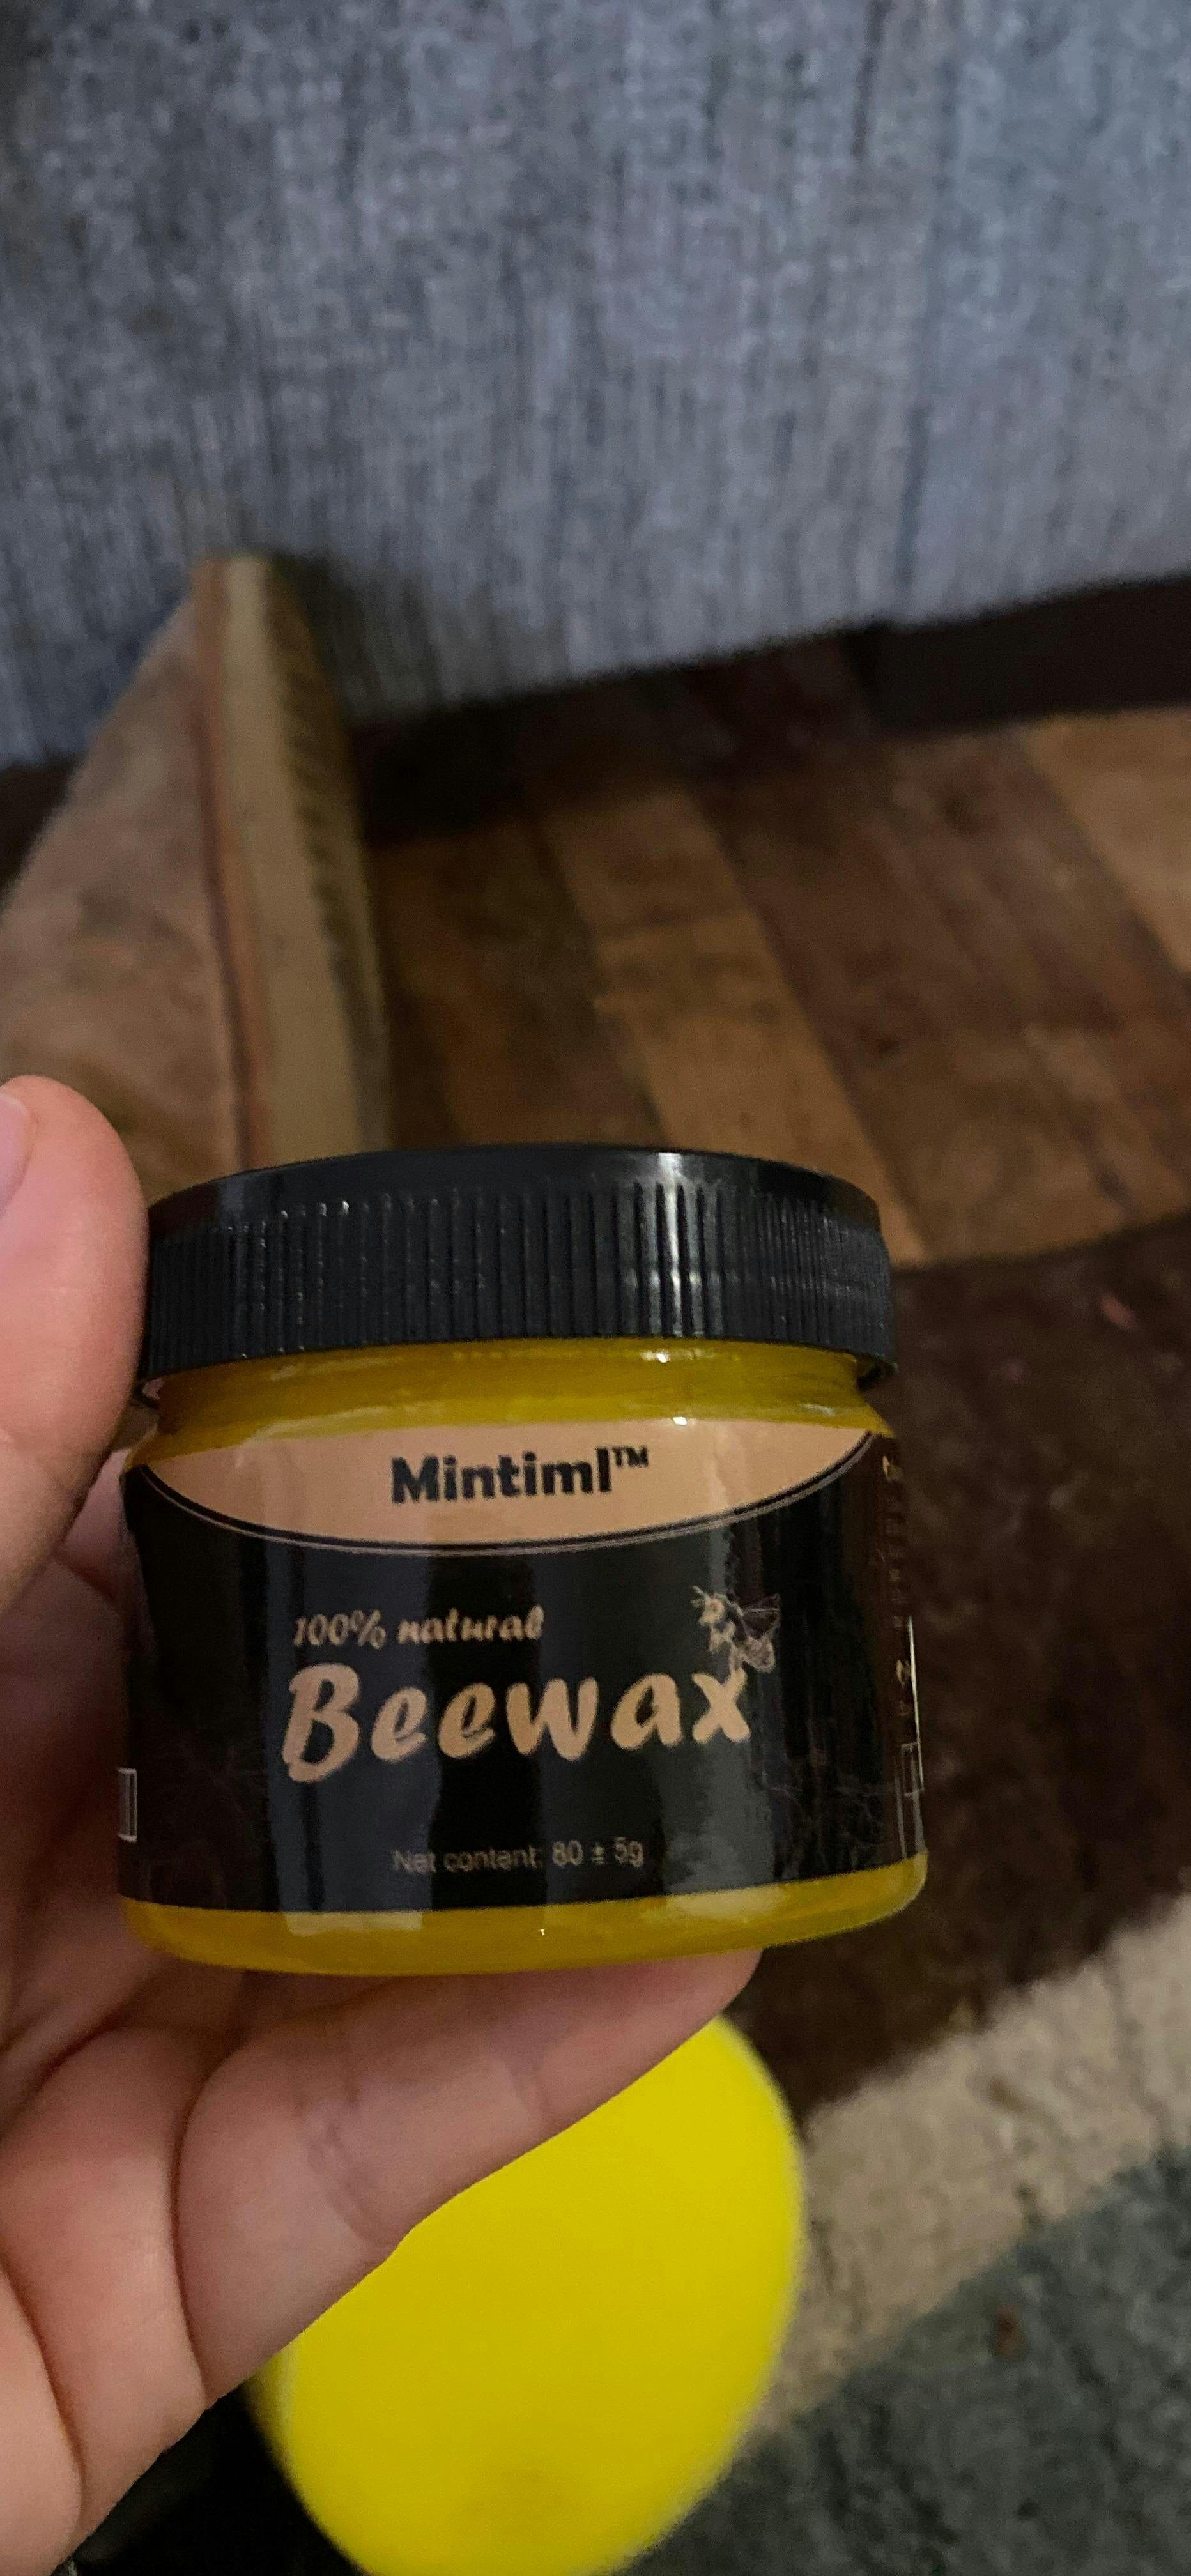 Mintiml™
100% natural
Beewax
Net content: 80 ± 5g